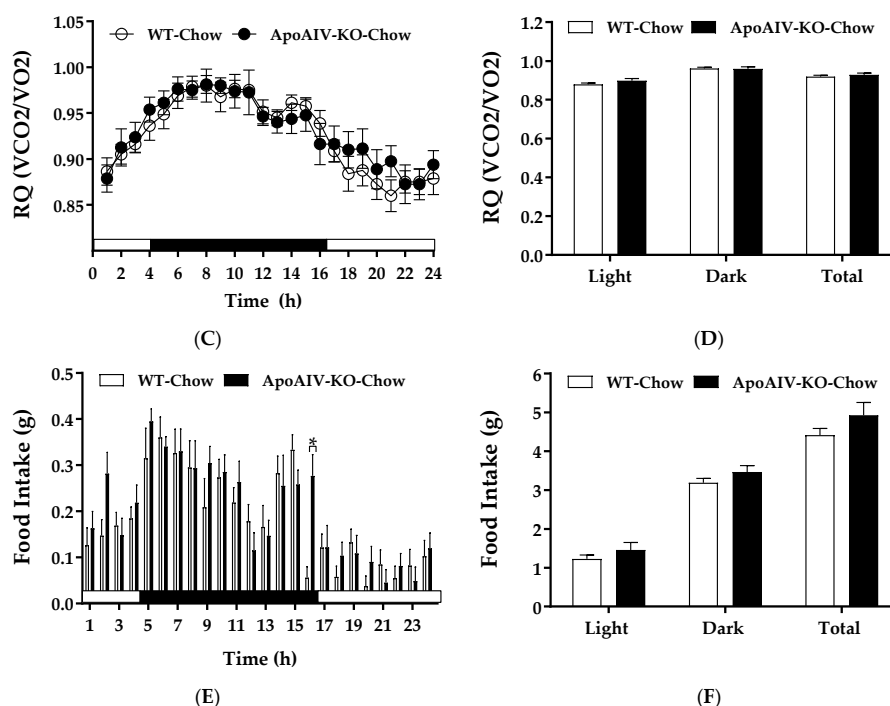 WT-Chow ApoAIV-KO-Chow
RQ (VCO2/VO2)
1.00
0.95
0.90
0.85
0 2 4 6 8 10 12 14 16 18 20 22 24
Time (h)
(C)
WT-Chow ApoAIV-KO-Chow
RQ (VCO2/VO2)
1.2
1.0
0.8
0.6
0.4
0.2
0.0
Light Dark Total
(D)
WT-Chow ApoAIV-KO-Chow
Food Intake (g)
0.5
0.4
0.3
0.2
0.1
0.0
*
1 3 5 7 9 11 13 15 17 19 21 23
Time (h)
(E)
WT-Chow ApoAIV-KO-Chow
Food Intake (g)
6
5
4
3
2
1
0
Light Dark Total
(F)